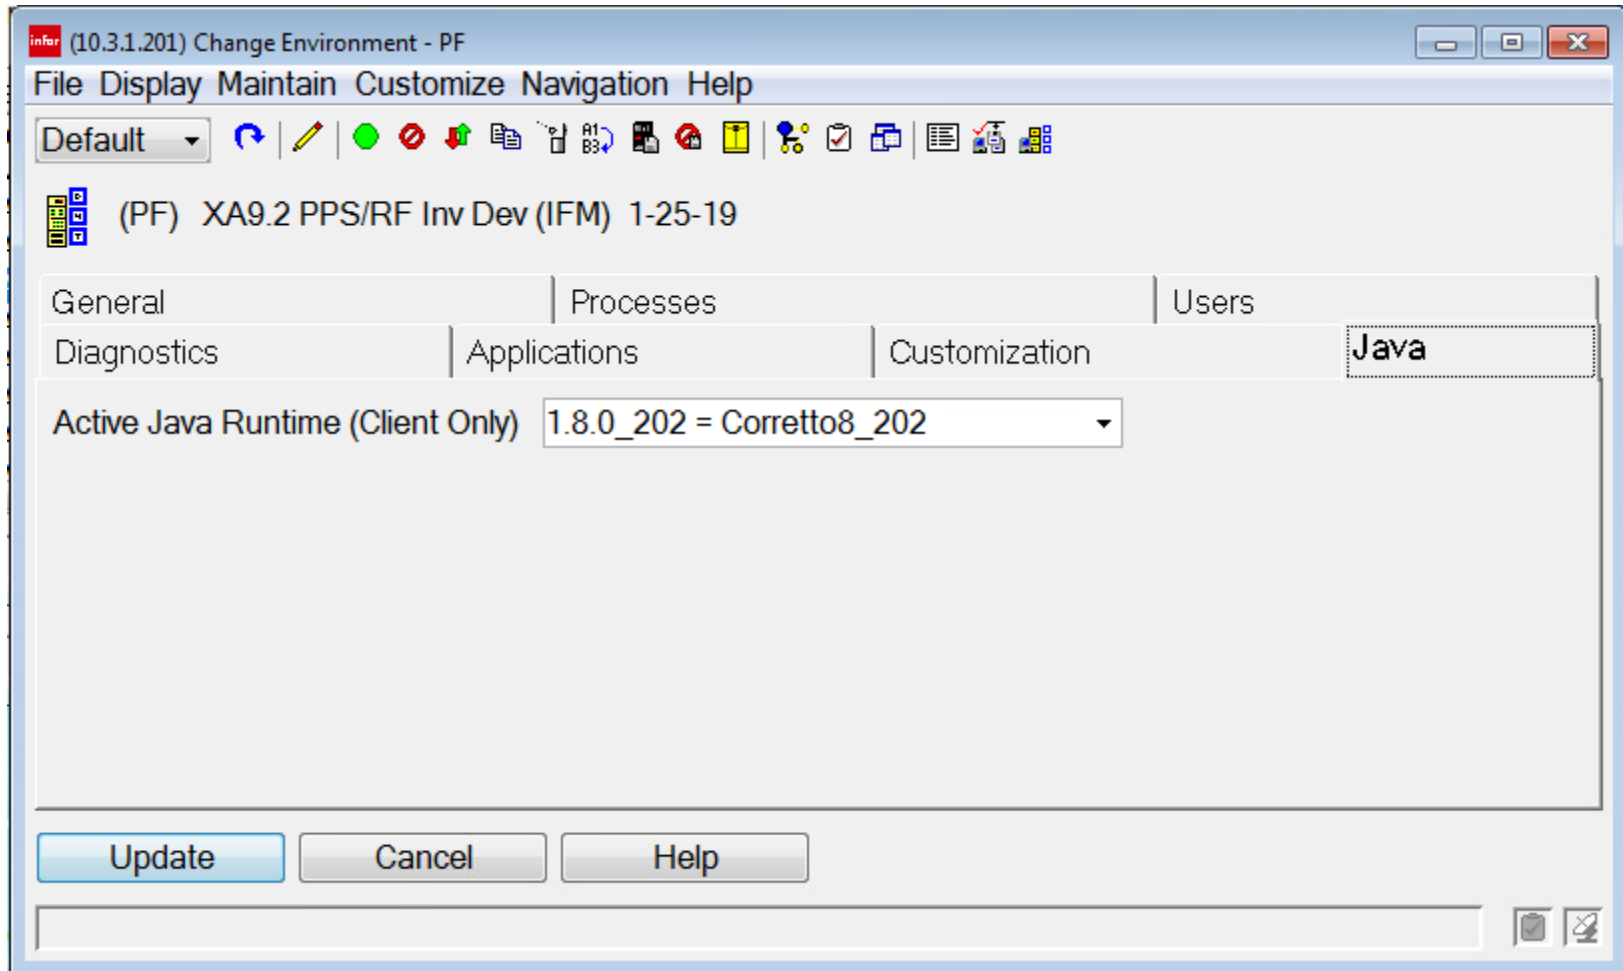 infor (10.3.1.201) Change Environment - PF
File Display Maintain Customize Navigation Help
Default
A1
B3
(PF) XA9.2 PPS/RF Inv Dev (IFM) 1-25-19
General Processes Users
Diagnostics Applications Customization Java
Active Java Runtime (Client Only) 1.8.0_202 = Corretto8_202
Update Cancel Help